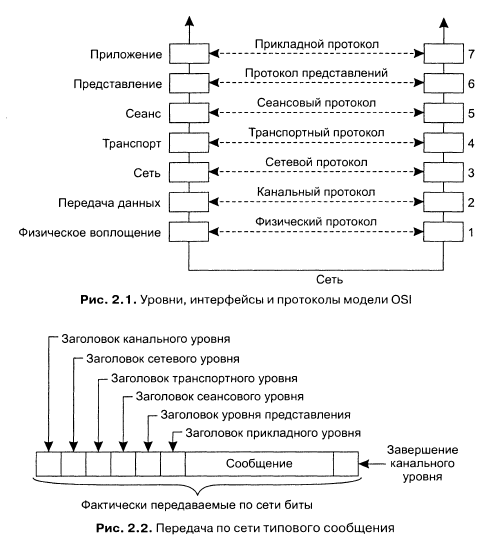 Приложение Прикладной протокол 7
Представление Протокол представлений 6
Сеанс Сеансовый протокол 5
Транспорт Транспортный протокол 4
Сеть Сетевой протокол 3
Передача данных Канальный протокол 2
Физическое воплощение Физический протокол 1
Сеть
Рис. 2.1. Уровни, интерфейсы и протоколы модели OSI
Заголовок канального уровня
Заголовок сетевого уровня
Заголовок транспортного уровня
Заголовок сеансового уровня
Заголовок уровня представления
Заголовок прикладного уровня
Сообщение
Завершение
канального
уровня
Фактически передаваемые по сети биты
Рис. 2.2. Передача по сети типового сообщения